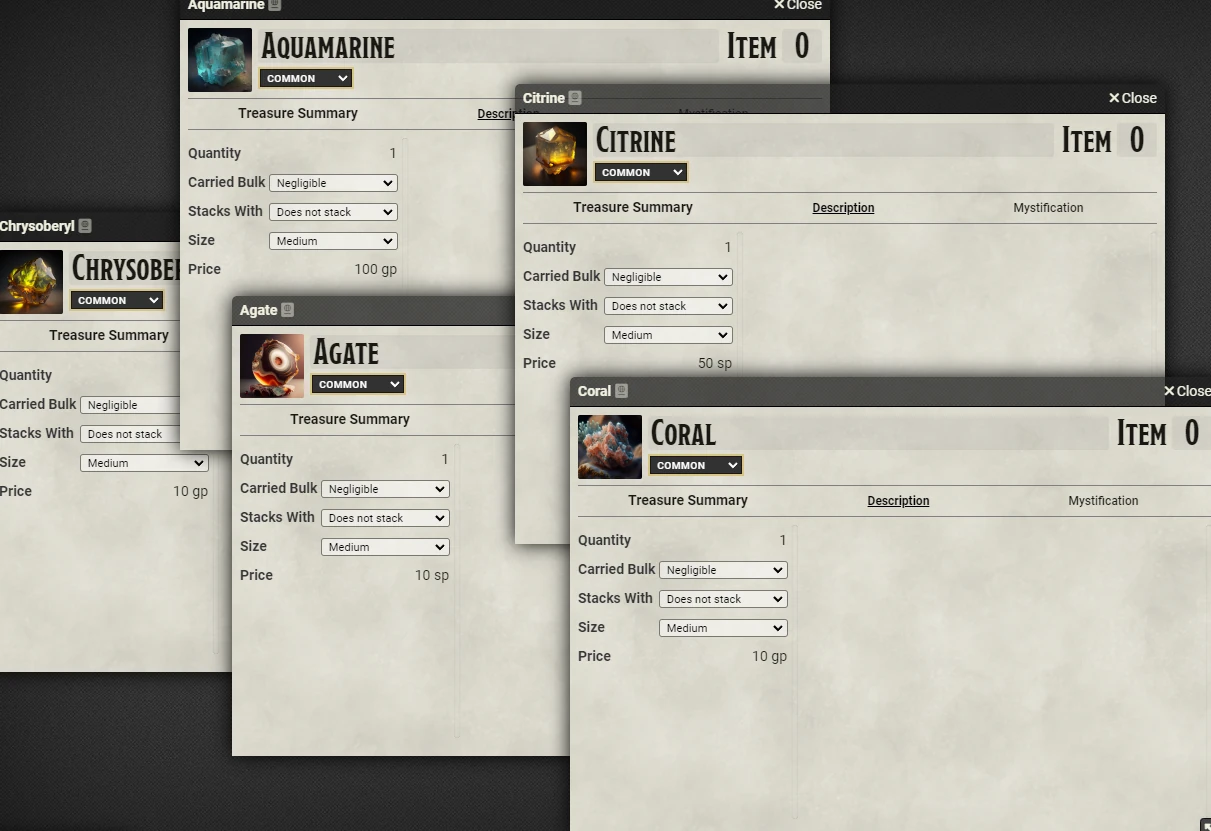 Aquamarine
Close
AQUAMARINE
ITEM 0
COMMON
Treasure Summary
Description
Mystification
Quantity 1
Carried Bulk Negligible
Stacks With Does not stack
Size Medium
Price 100 gp
Citrine
Close
CITRINE
ITEM 0
COMMON
Treasure Summary
Description
Mystification
Quantity 1
Carried Bulk Negligible
Stacks With Does not stack
Size Medium
Price 50 sp
Chrysoberyl
CHRYSOBE
COMMON
Treasure Summary
Quantity
Carried Bulk Negligible
Stacks With Does not stack
Size Medium
Price 10 gp
Agate
AGATE
COMMON
Treasure Summary
Quantity 1
Carried Bulk Negligible
Stacks With Does not stack
Size Medium
Price 10 sp
Coral
Close
CORAL
ITEM 0
COMMON
Treasure Summary
Description
Mystification
Quantity 1
Carried Bulk Negligible
Stacks With Does not stack
Size Medium
Price 10 gp